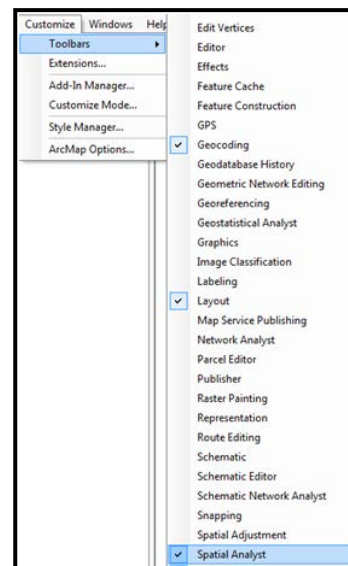 Customize Windows Help
Toolbars
Extensions...
Add-In Manager...
Customize Mode...
Style Manager...
ArcMap Options...
Edit Vertices
Editor
Effects
Feature Cache
Feature Construction
GPS
Geocoding
Geodatabase History
Geometric Network Editing
Georeferencing
Geostatistical Analyst
Graphics
Image Classification
Labeling
Layout
Map Service Publishing
Network Analyst
Parcel Editor
Publisher
Raster Painting
Representation
Route Editing
Schematic
Schematic Editor
Schematic Network Analyst
Snapping
Spatial Adjustment
Spatial Analyst